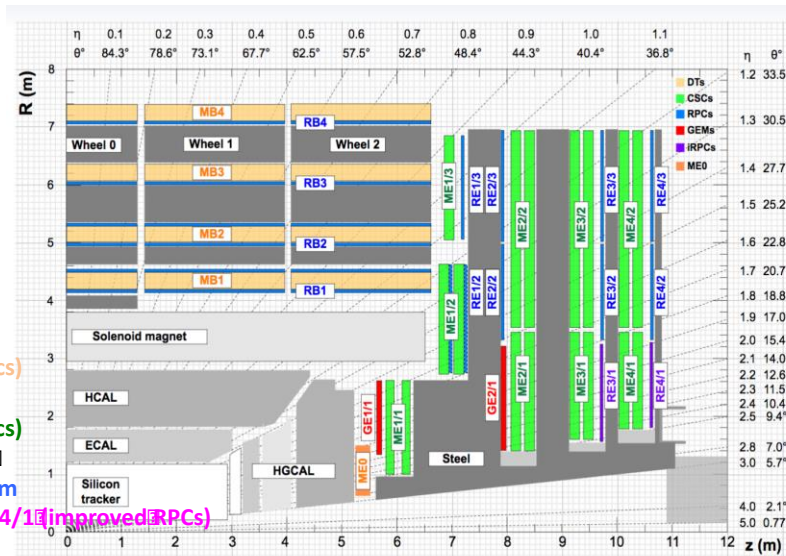 η 0.1 0.2 0.3 0.4 0.5 0.6 0.7 0.8 0.9 1.0 1.1
θ° 84.3° 78.6° 73.1° 67.7° 62.5° 57.5° 52.8° 48.4° 44.3° 40.4° 36.8° η θ°
R (m)
8
7
6
5
4
3
2
1
0
1.2 33.5
1.3 30.5
1.4 27.7
1.5 25.2
1.6 22.8
1.7 20.7
1.8 18.8
1.9 17.0
2.0 15.4
2.1 14.0
2.2 12.6
2.3 11.5
2.4 10.4
2.5 9.4°
2.8 7.0°
3.0 5.7°
4.0 2.1°
5.0 0.77°
DTs
CSCs
RPCs
GEMs
iRPCs
ME0
MB4
RB4
Wheel 0 Wheel 1 Wheel 2
MB3
RB3
MB2
RB2
MB1
RB1
Solenoid magnet
HCAL
ECAL
Silicon
tracker
HGCAL
Steel
ME0
GE1/1
ME1/1
ME1/2
ME1/3
RE1/3
RE2/3
RE1/2
RE2/2
GE2/1
ME2/1
ME2/2
ME3/2
RE3/3
ME4/2
RE4/3
RE3/2
RE4/2
ME3/1
RE3/1
ME4/1
RE4/1
cs)
cs)
m
4/1 (improved RPCs)
0 1 2 3 4 5 6 7 8 9 10 11 12
z (m)